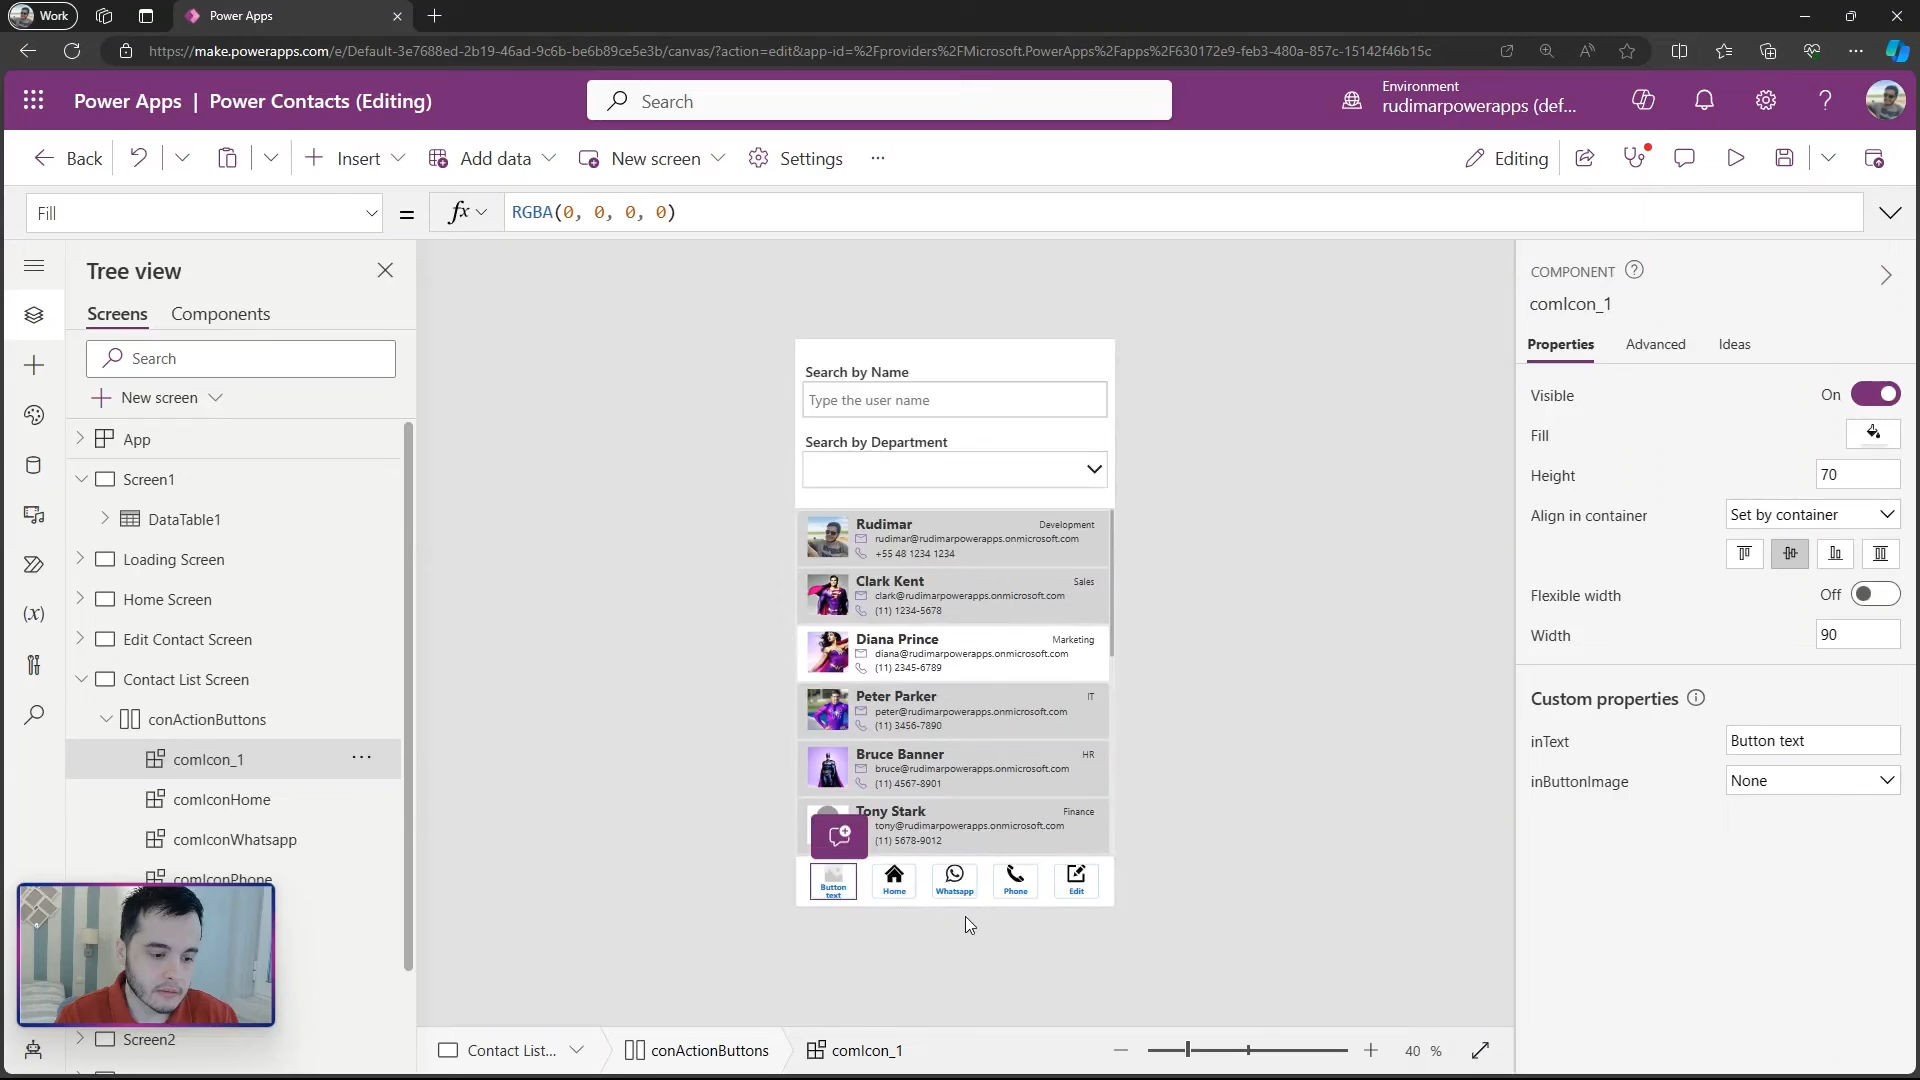 Work
Power Apps
https://make.powerapps.com/e/Default-3e7688ed-2b19-46ad-9c6b-be6b89ce5e3b/canvas/?action=edit&app-id=%2Fproviders%2FMicrosoft.PowerApps%2Fapps%2F630172e9-feb3-480a-857c-15142f46b15c
Power Apps | Power Contacts (Editing)
Search
Environment
rudimarpowerapps (def...
Back
Insert
Add data
New screen
Settings
Editing
Fill
=
fx
RGBA(0, 0, 0, 0)
Tree view
Screens
Components
Search
New screen
App
Screen1
DataTable1
Loading Screen
Home Screen
Edit Contact Screen
Contact List Screen
conActionButtons
comIcon_1
comIconHome
comIconWhatsapp
comIconPhone
Screen2
Search by Name
Type the user name
Search by Department
Rudimar
Development
rudimar@rudimarpowerapps.onmicrosoft.com
+55 48 1234 1234
Clark Kent
Sales
clark@rudimarpowerapps.onmicrosoft.com
(11) 1234-5678
Diana Prince
Marketing
diana@rudimarpowerapps.onmicrosoft.com
(11) 2345-6789
Peter Parker
IT
peter@rudimarpowerapps.onmicrosoft.com
(11) 3456-7890
Bruce Banner
HR
bruce@rudimarpowerapps.onmicrosoft.com
(11) 4567-8901
Tony Stark
Finance
tony@rudimarpowerapps.onmicrosoft.com
(11) 5678-9012
Button
text
Home
Whatsapp
Phone
Edit
Contact List...
conActionButtons
comIcon_1
40 %
COMPONENT
comIcon_1
Properties
Advanced
Ideas
Visible
On
Fill
Height
70
Align in container
Set by container
Flexible width
Off
Width
90
Custom properties
inText
Button text
inButtonImage
None